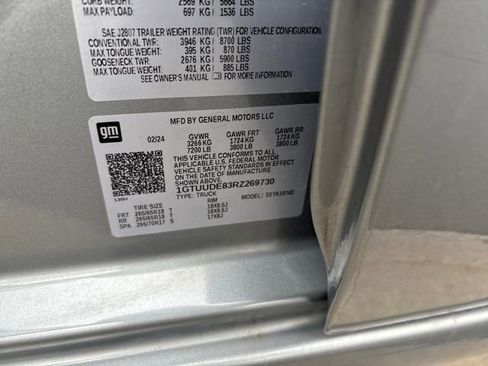 CURB WEIGHT 2569 KG/ 5664 LBS
MAX PAYLOAD: 697 KG/ 1536 LBS
SAE J2807 TRAILER WEIGHT RATING (TWR) FOR VEHICLE CONFIGURATION:
CONVENTIONAL TWR: 3946 KG/ 8700 LBS
MAX TONGUE WT: 395 KG/ 870 LBS
GOOSENECK TWR: 2676 KG/ 5900 LBS
MAX TONGUE WT: 401 KG/ 885 LBS
SEE OWNER'S MANUAL FOR MORE INFORMATION
gm
MFD BY GENERAL MOTORS LLC
02/24 GVWR GAWR FRT GAWR RR
3266 KG 1724 KG 1724 KG
7200 LB 3800 LB 3800 LB
THIS VEHICLE CONFORMS TO ALL APPLICABLE
U.S. FEDERAL MOTOR VEHICLE SAFETY
STANDARDS IN EFFECT ON THE DATE OF
MANUFACTURE SHOWN ABOVE.
1GTUUDE83RZ269730
TYPE: TRUCK
TIRE SIZE RIM
FRT 265/65R18 T 18X8.5J
RR 265/65R18 T 18X8.5J
SPA 265/70R17 S 17X8J